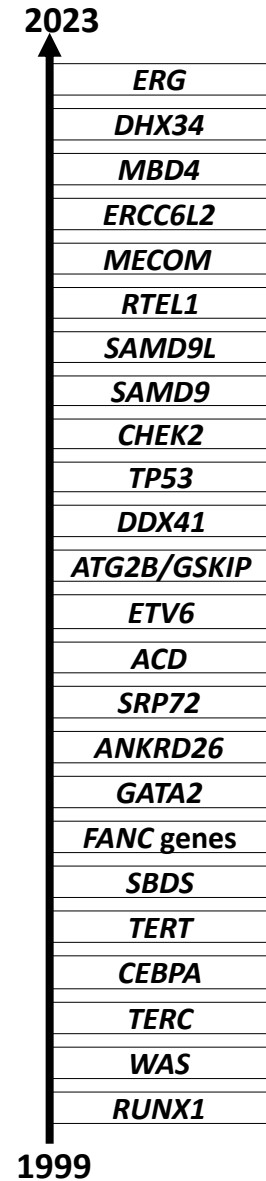 2023
ERG
DHX34
MBD4
ERCC6L2
MECOM
RTEL1
SAMD9L
SAMD9
CHEK2
TP53
DDX41
ATG2B/GSKIP
ETV6
ACD
SRP72
ANKRD26
GATA2
FANC genes
SBDS
TERT
CEBPA
TERC
WAS
RUNX1
1999